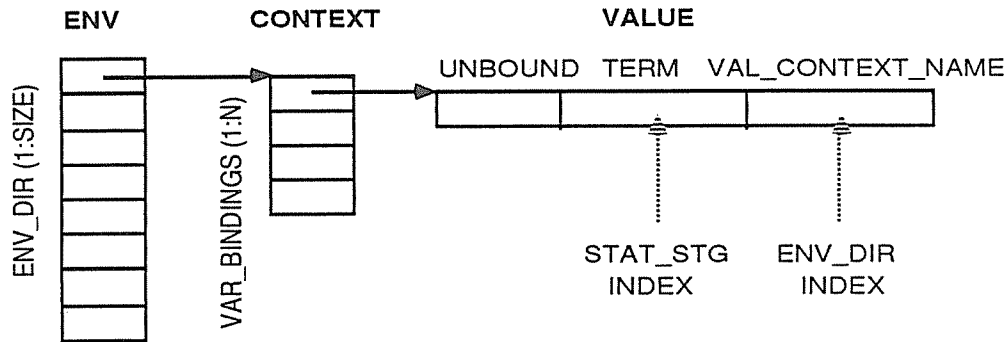 ENV
CONTEXT
VALUE
UNBOUND TERM VAL_CONTEXT_NAME
ENV_DIR (1:SIZE)
VAR_BINDINGS (1:N)
STAT_STG
INDEX
ENV_DIR
INDEX